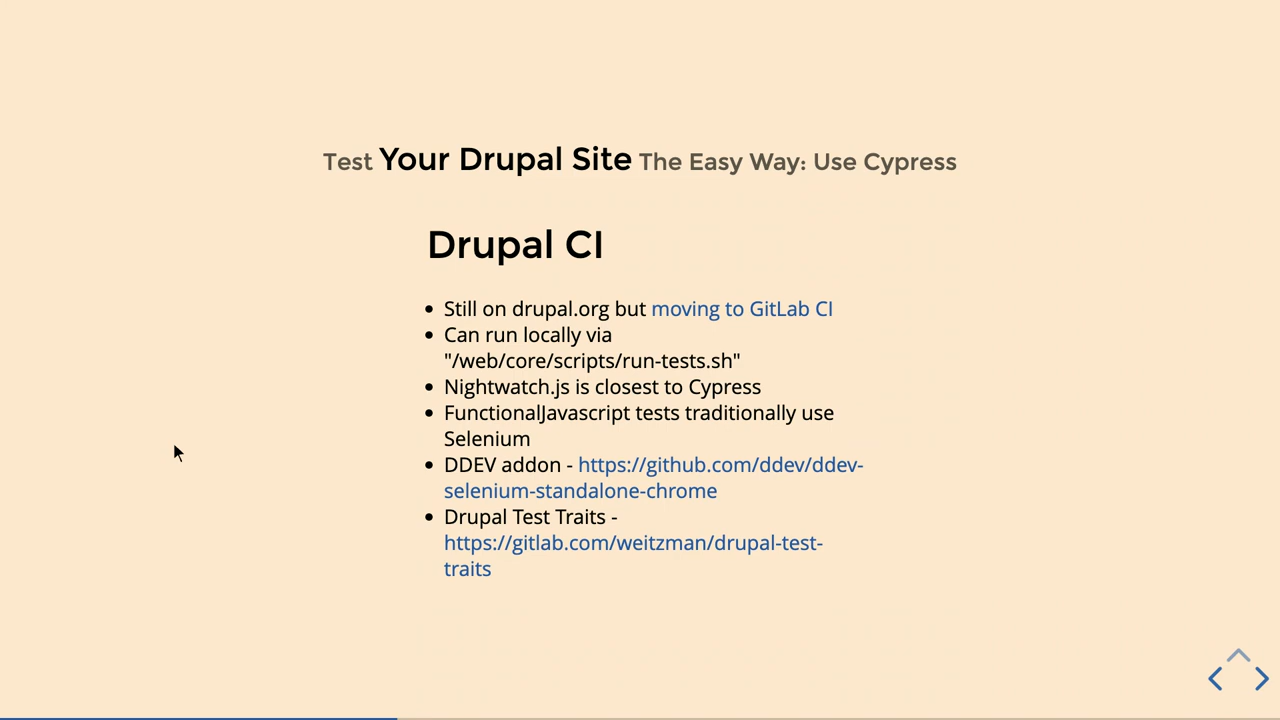 Test Your Drupal Site The Easy Way: Use Cypress
Drupal CI
• Still on drupal.org but moving to GitLab CI
• Can run locally via
"/web/core/scripts/run-tests.sh"
• Nightwatch.js is closest to Cypress
• FunctionalJavascript tests traditionally use
Selenium
• DDEV addon - https://github.com/ddev/ddev-
selenium-standalone-chrome
• Drupal Test Traits -
https://gitlab.com/weitzman/drupal-test-
traits